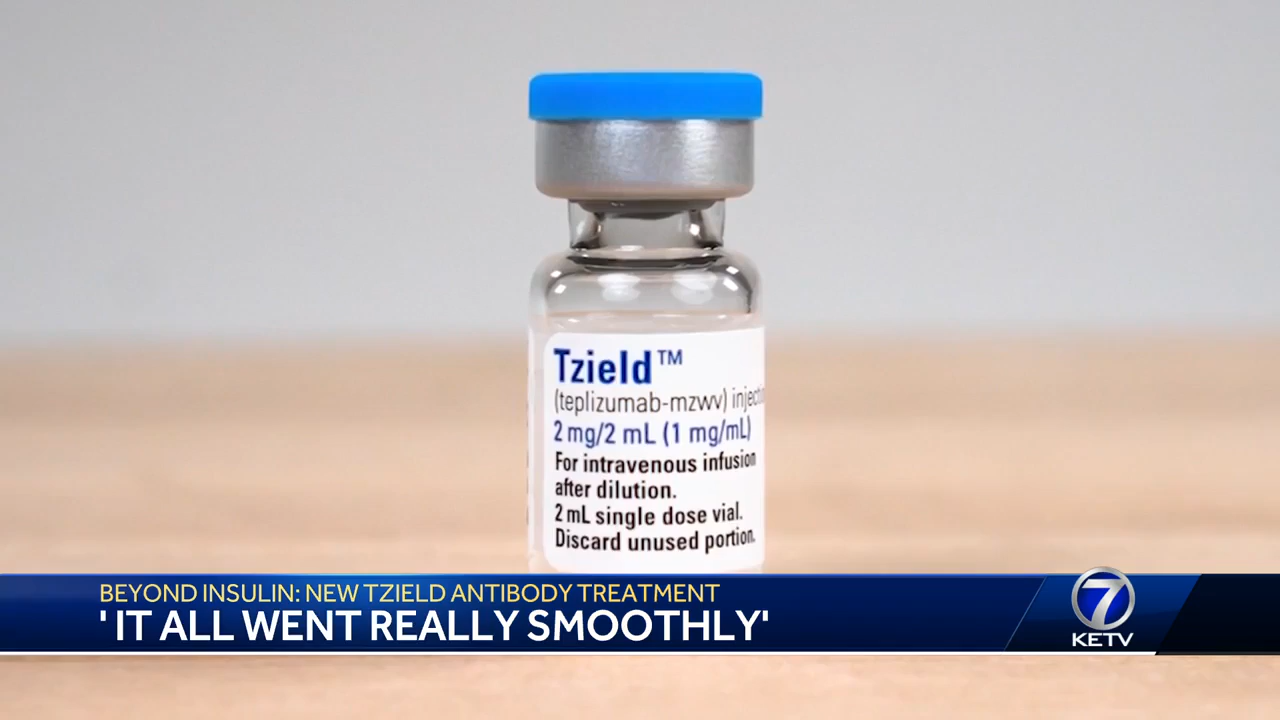 Tzield™
(teplizumab-mzwv)
2 mg/2 mL (1 mg/mL)
For intravenous infusion
after dilution.
2 mL single dose vial.
Discard unused portion.
BEYOND INSULIN: NEW TZIELD ANTIBODY TREATMENT
'IT ALL WENT REALLY SMOOTHLY'
7
KETV